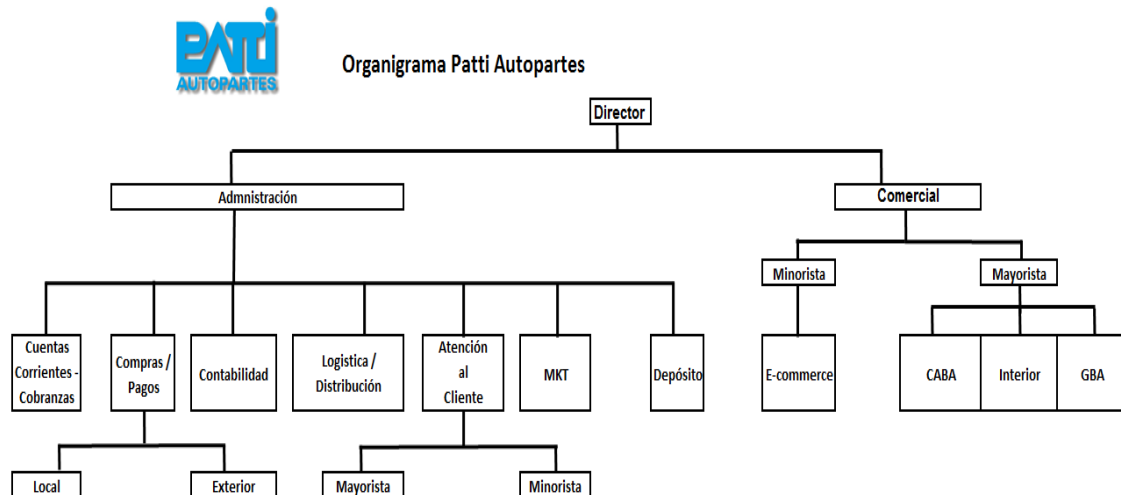 PATTi
AUTOPARTES
Organigrama Patti Autopartes
Director
Admnistración
Comercial
Minorista
Mayorista
Cuentas
Corrientes -
Cobranzas
Compras /
Pagos
Contabilidad
Logistica /
Distribución
Atención
al
Cliente
MKT
Depósito
E-commerce
CABA
Interior
GBA
Local
Exterior
Mayorista
Minorista